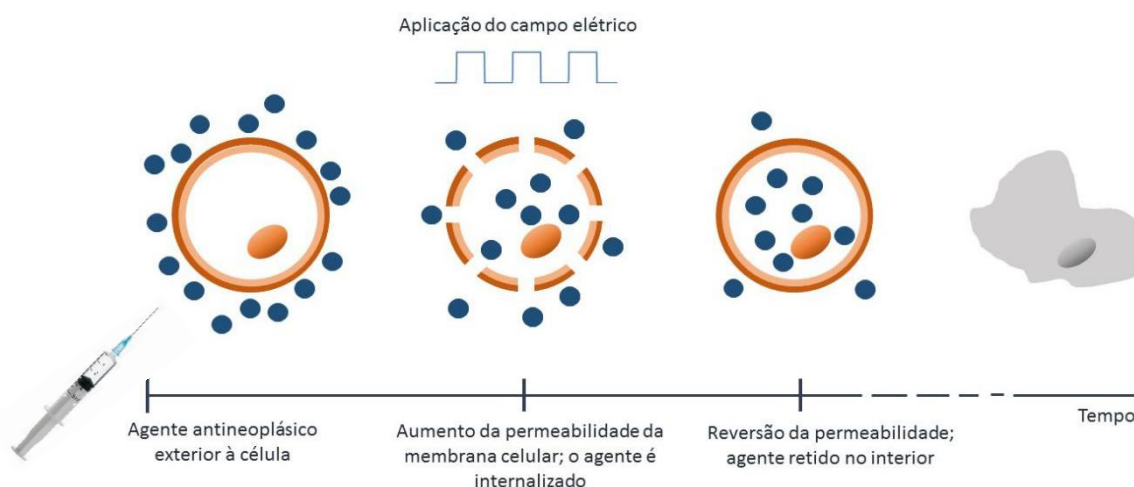 Aplicação do campo elétrico
Agente antineoplásico
exterior à célula
Aumento da permeabilidade da
membrana celular; o agente é
internalizado
Reversão da permeabilidade;
agente retido no interior
Tempo